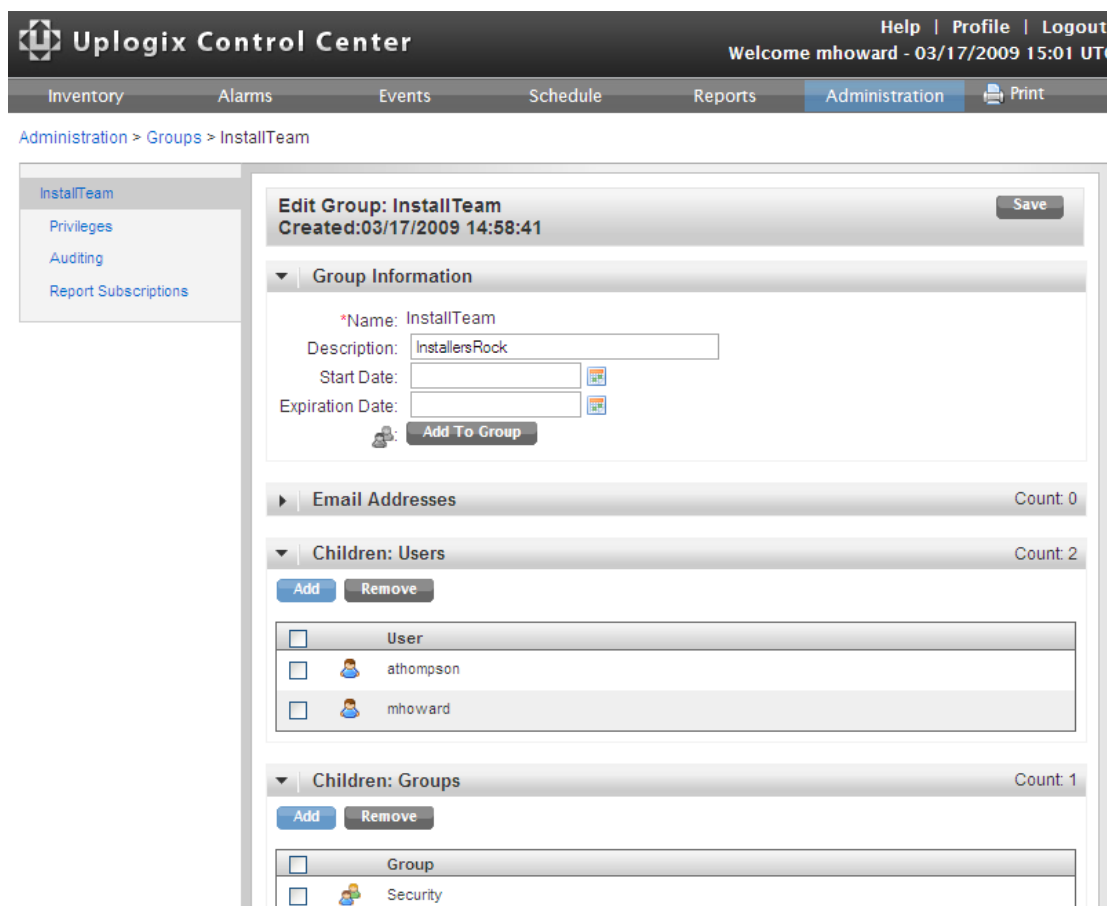 Uplogix Control Center
Help | Profile | Logout
Welcome mhoward - 03/17/2009 15:01 UTC
Inventory Alarms Events Schedule Reports Administration Print
Administration > Groups > InstallTeam
InstallTeam
Privileges
Auditing
Report Subscriptions
Edit Group: InstallTeam
Created:03/17/2009 14:58:41
Save
Group Information
*Name: InstallTeam
Description: InstallersRock
Start Date:
Expiration Date:
: Add To Group
Email Addresses Count: 0
Children: Users Count: 2
Add Remove
User
athompson
mhoward
Children: Groups Count: 1
Add Remove
Group
Security